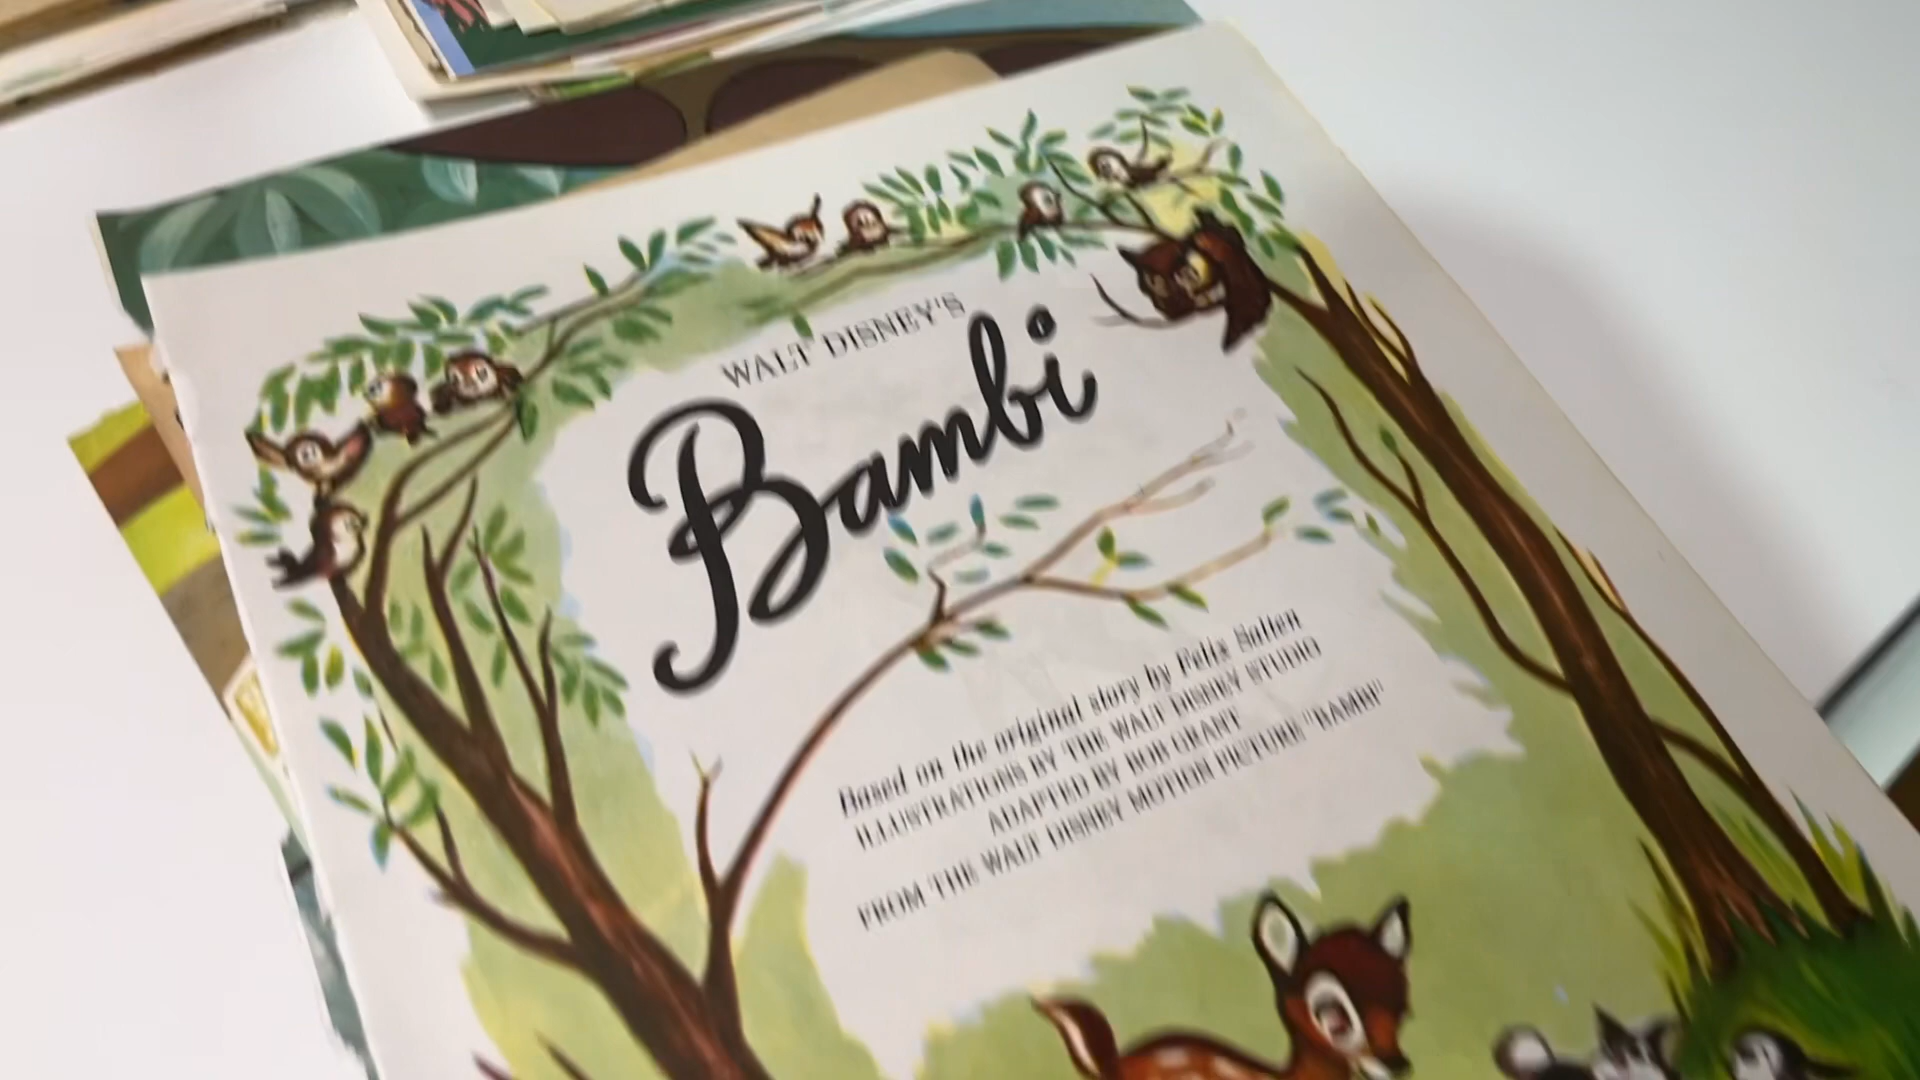 WALT DISNEY'S
Bambi
Based on the original story by Felix Salten
ILLUSTRATIONS BY THE WALT DISNEY STUDIO
ADAPTED BY BOB GRANT
FROM THE WALT DISNEY MOTION PICTURE "BAMBI"